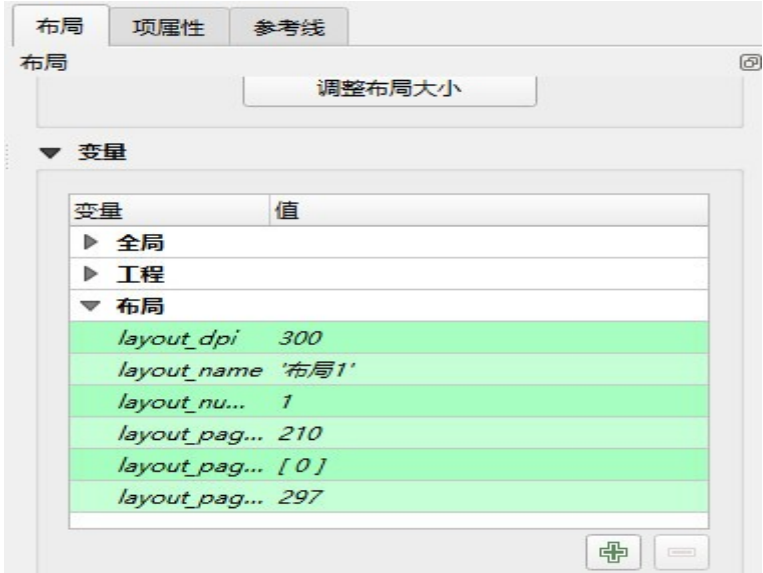 布局 项属性 参考线
布局
调整布局大小
变量
变量 值
全局
工程
布局
layout_dpi 300
layout_name '布局1'
layout_nu... 1
layout_pag... 210
layout_pag... [ 0 ]
layout_pag... 297